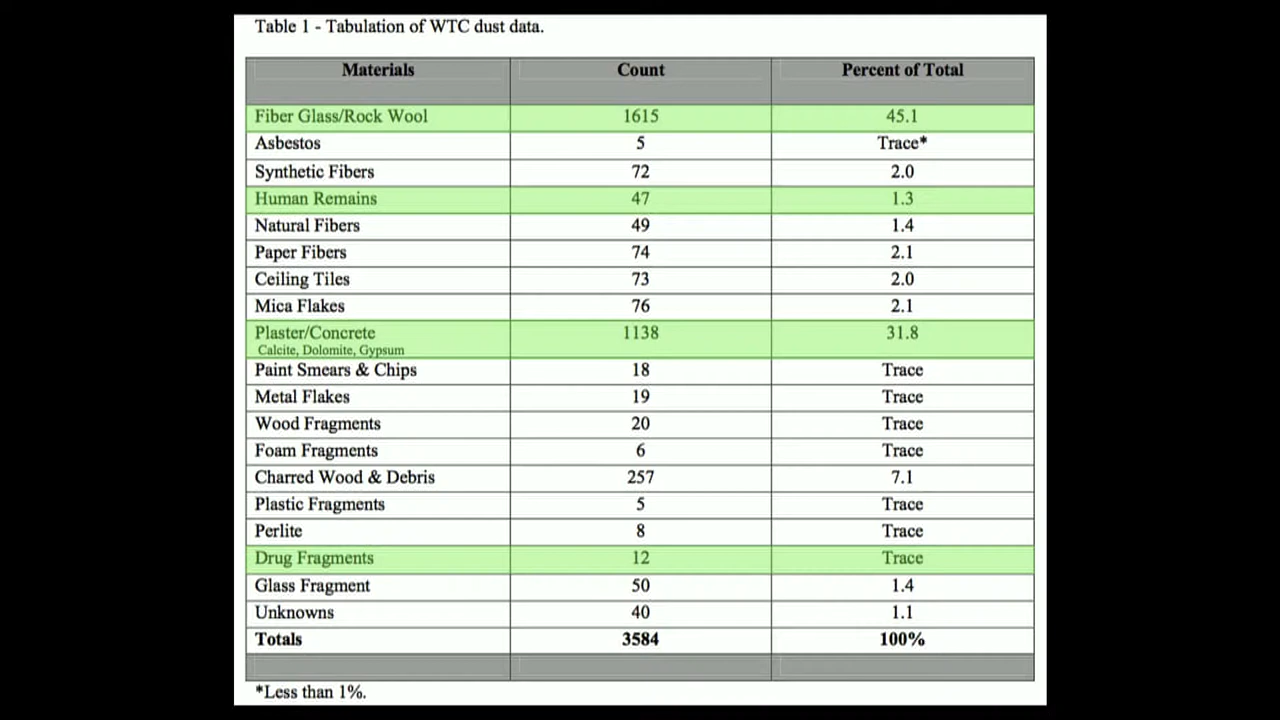 Table 1 - Tabulation of WTC dust data.
Materials Count Percent of Total
Fiber Glass/Rock Wool 1615 45.1
Asbestos 5 Trace*
Synthetic Fibers 72 2.0
Human Remains 47 1.3
Natural Fibers 49 1.4
Paper Fibers 74 2.1
Ceiling Tiles 73 2.0
Mica Flakes 76 2.1
Plaster/Concrete 1138 31.8
Calcite, Dolomite, Gypsum
Paint Smears & Chips 18 Trace
Metal Flakes 19 Trace
Wood Fragments 20 Trace
Foam Fragments 6 Trace
Charred Wood & Debris 257 7.1
Plastic Fragments 5 Trace
Perlite 8 Trace
Drug Fragments 12 Trace
Glass Fragment 50 1.4
Unknowns 40 1.1
Totals 3584 100%
*Less than 1%.